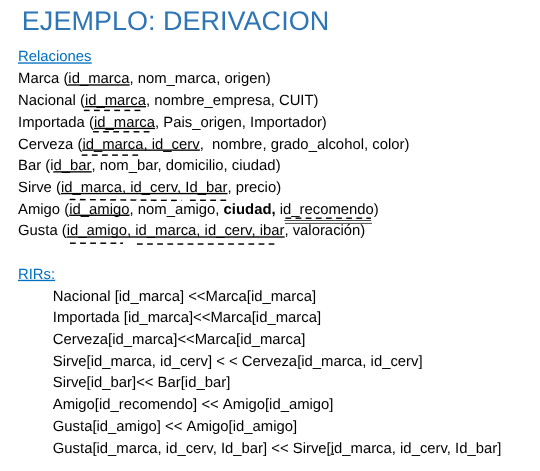 EJEMPLO: DERIVACION
Relaciones
Marca (id_marca, nom_marca, origen)
Nacional (id_marca, nombre_empresa, CUIT)
Importada (id_marca, Pais_origen, Importador)
Cerveza (id_marca, id_cerv, nombre, grado_alcohol, color)
Bar (id_bar, nom_bar, domicilio, ciudad)
Sirve (id_marca, id_cerv, Id_bar, precio)
Amigo (id_amigo, nom_amigo, ciudad, id_recomendo)
Gusta (id_amigo, id_marca, id_cerv, ibar, valoración)
RIRs:
Nacional [id_marca] <<Marca[id_marca]
Importada [id_marca]<<Marca[id_marca]
Cerveza[id_marca]<<Marca[id_marca]
Sirve[id_marca, id_cerv] < < Cerveza[id_marca, id_cerv]
Sirve[id_bar]<< Bar[id_bar]
Amigo[id_recomendo] << Amigo[id_amigo]
Gusta[id_amigo] << Amigo[id_amigo]
Gusta[id_marca, id_cerv, Id_bar] << Sirve[id_marca, id_cerv, Id_bar]